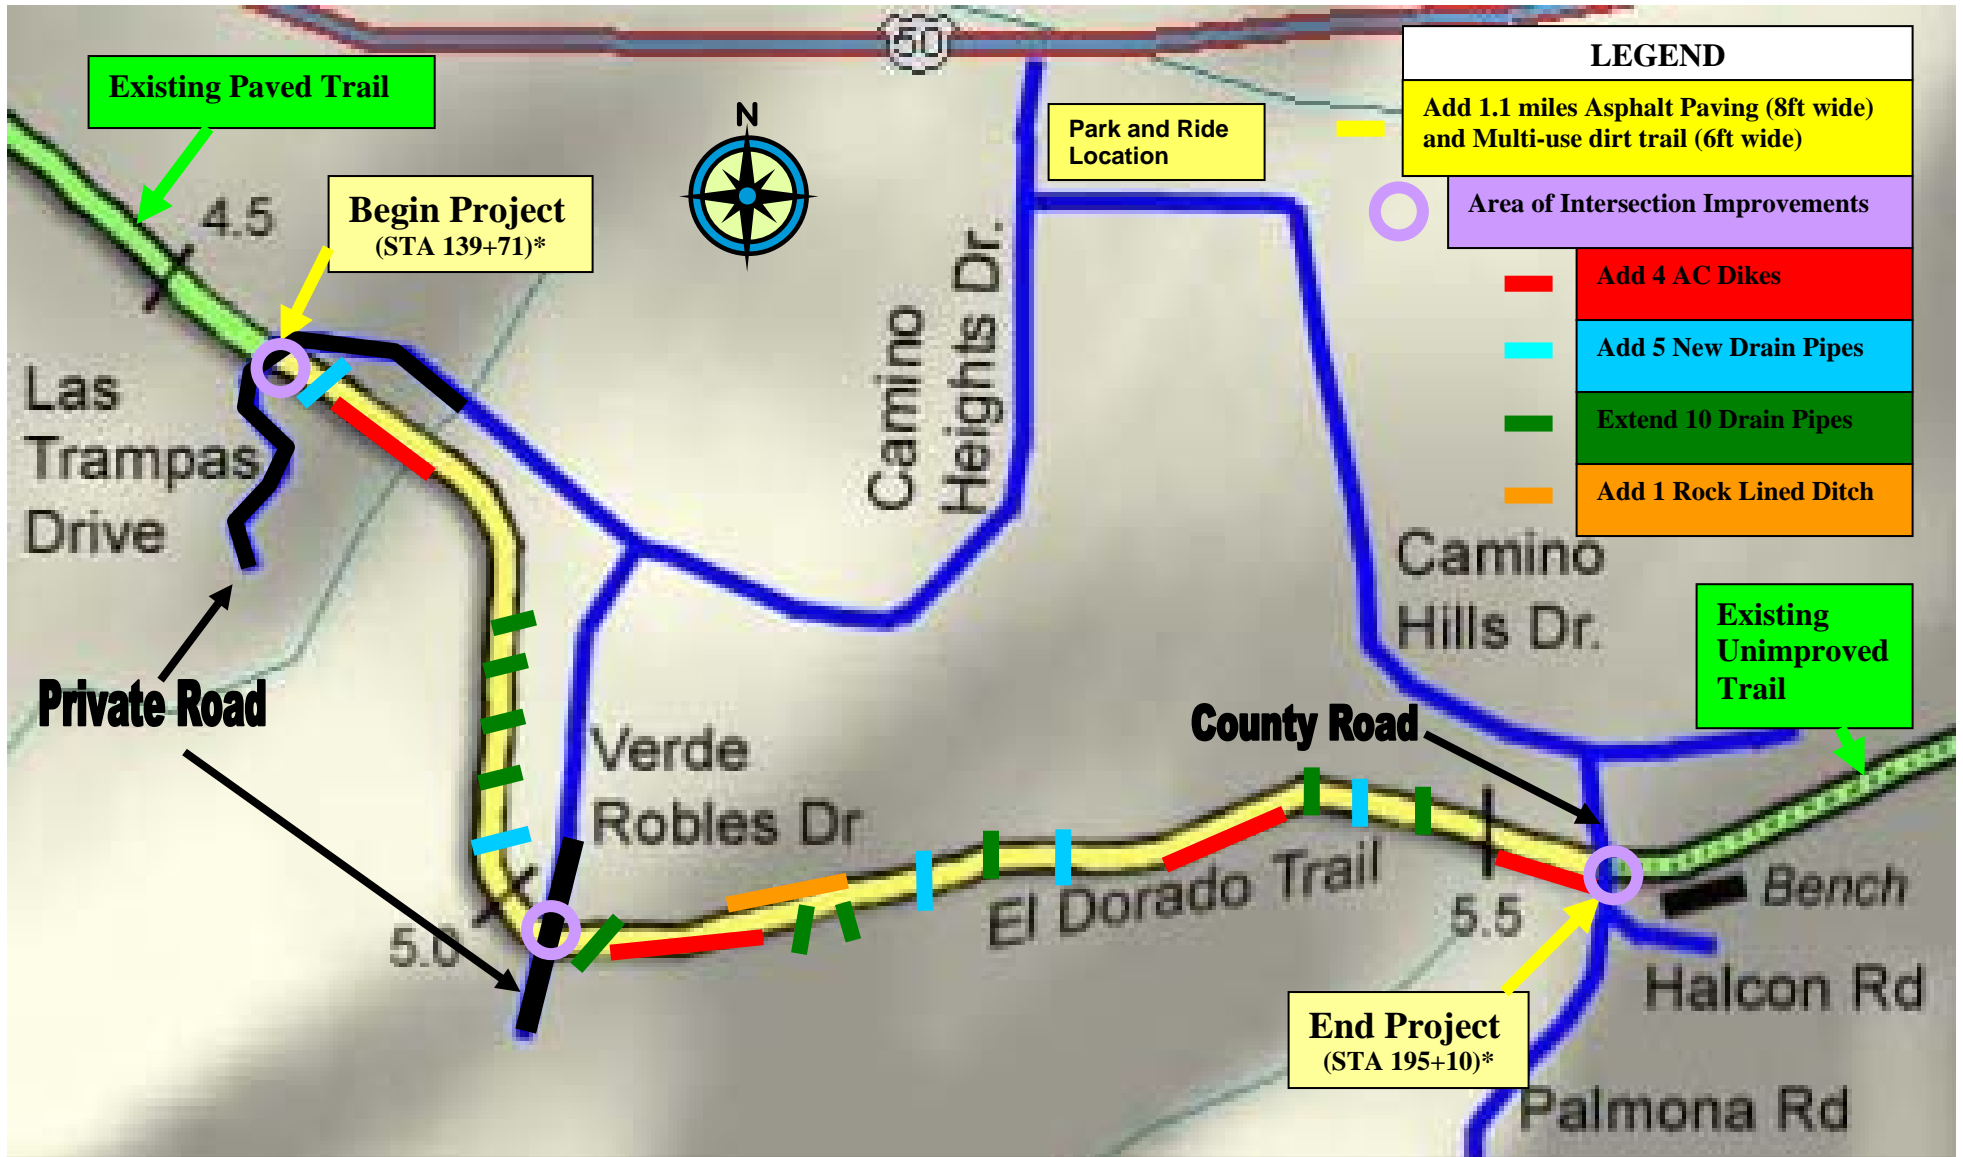 50
LEGEND
Existing Paved Trail
Add 1.1 miles Asphalt Paving (8ft wide)
and Multi-use dirt trail (6ft wide)
N
Park and Ride
Location
4.5
Begin Project
(STA 139+71)*
Area of Intersection Improvements
Add 4 AC Dikes
Add 5 New Drain Pipes
Extend 10 Drain Pipes
Add 1 Rock Lined Ditch
Las
Trampas
Drive
Camino
Heights Dr.
Camino
Hills Dr.
Existing
Unimproved
Trail
Private Road
County Road
Verde
Robles Dr
El Dorado Trail
5.0
5.5
Bench
Halcon Rd
End Project
(STA 195+10)*
Palmona Rd